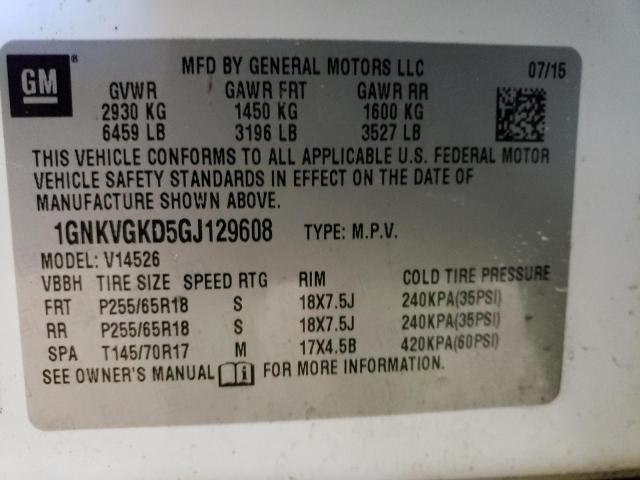 GM ® MFD BY GENERAL MOTORS LLC 07/15
GVWR GAWR FRT GAWR RR
2930 KG 1450 KG 1600 KG
6459 LB 3196 LB 3527 LB
THIS VEHICLE CONFORMS TO ALL APPLICABLE U.S. FEDERAL MOTOR
VEHICLE SAFETY STANDARDS IN EFFECT ON THE DATE OF
MANUFACTURE SHOWN ABOVE.
1GNKVGKD5GJ129608 TYPE: M.P.V.
MODEL: V14526
VBBH TIRE SIZE SPEED RTG RIM COLD TIRE PRESSURE
FRT P255/65R18 S 18X7.5J 240KPA(35PSI)
RR P255/65R18 S 18X7.5J 240KPA(35PSI)
SPA T145/70R17 M 17X4.5B 420KPA(60PSI)
SEE OWNER'S MANUAL i FOR MORE INFORMATION.